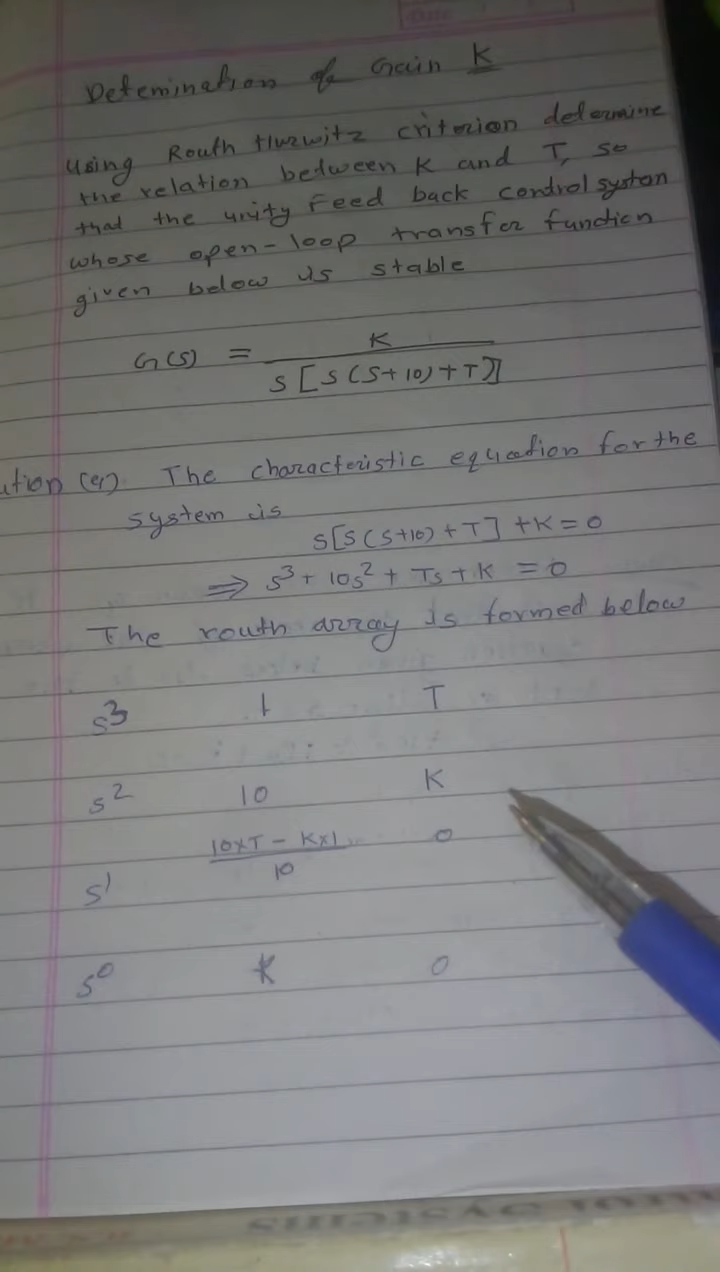 Detemination of Gain K
Using Routh Hurwitz criterion determine
the relation between K and T, so
that the unity Feed back control system
whose open-loop transfer function
given below is stable
G(S) = K / S[S(S+10)+T)]
ution (a) The characteristic equation for the
system is
S[S(S+10)+T]+K=0
⇒ s³+10s²+Ts+K=0
The routh array is formed below
s³ 1 T
s² 10 K
s¹ 10×T-K×1 / 10 0
s⁰ K 0